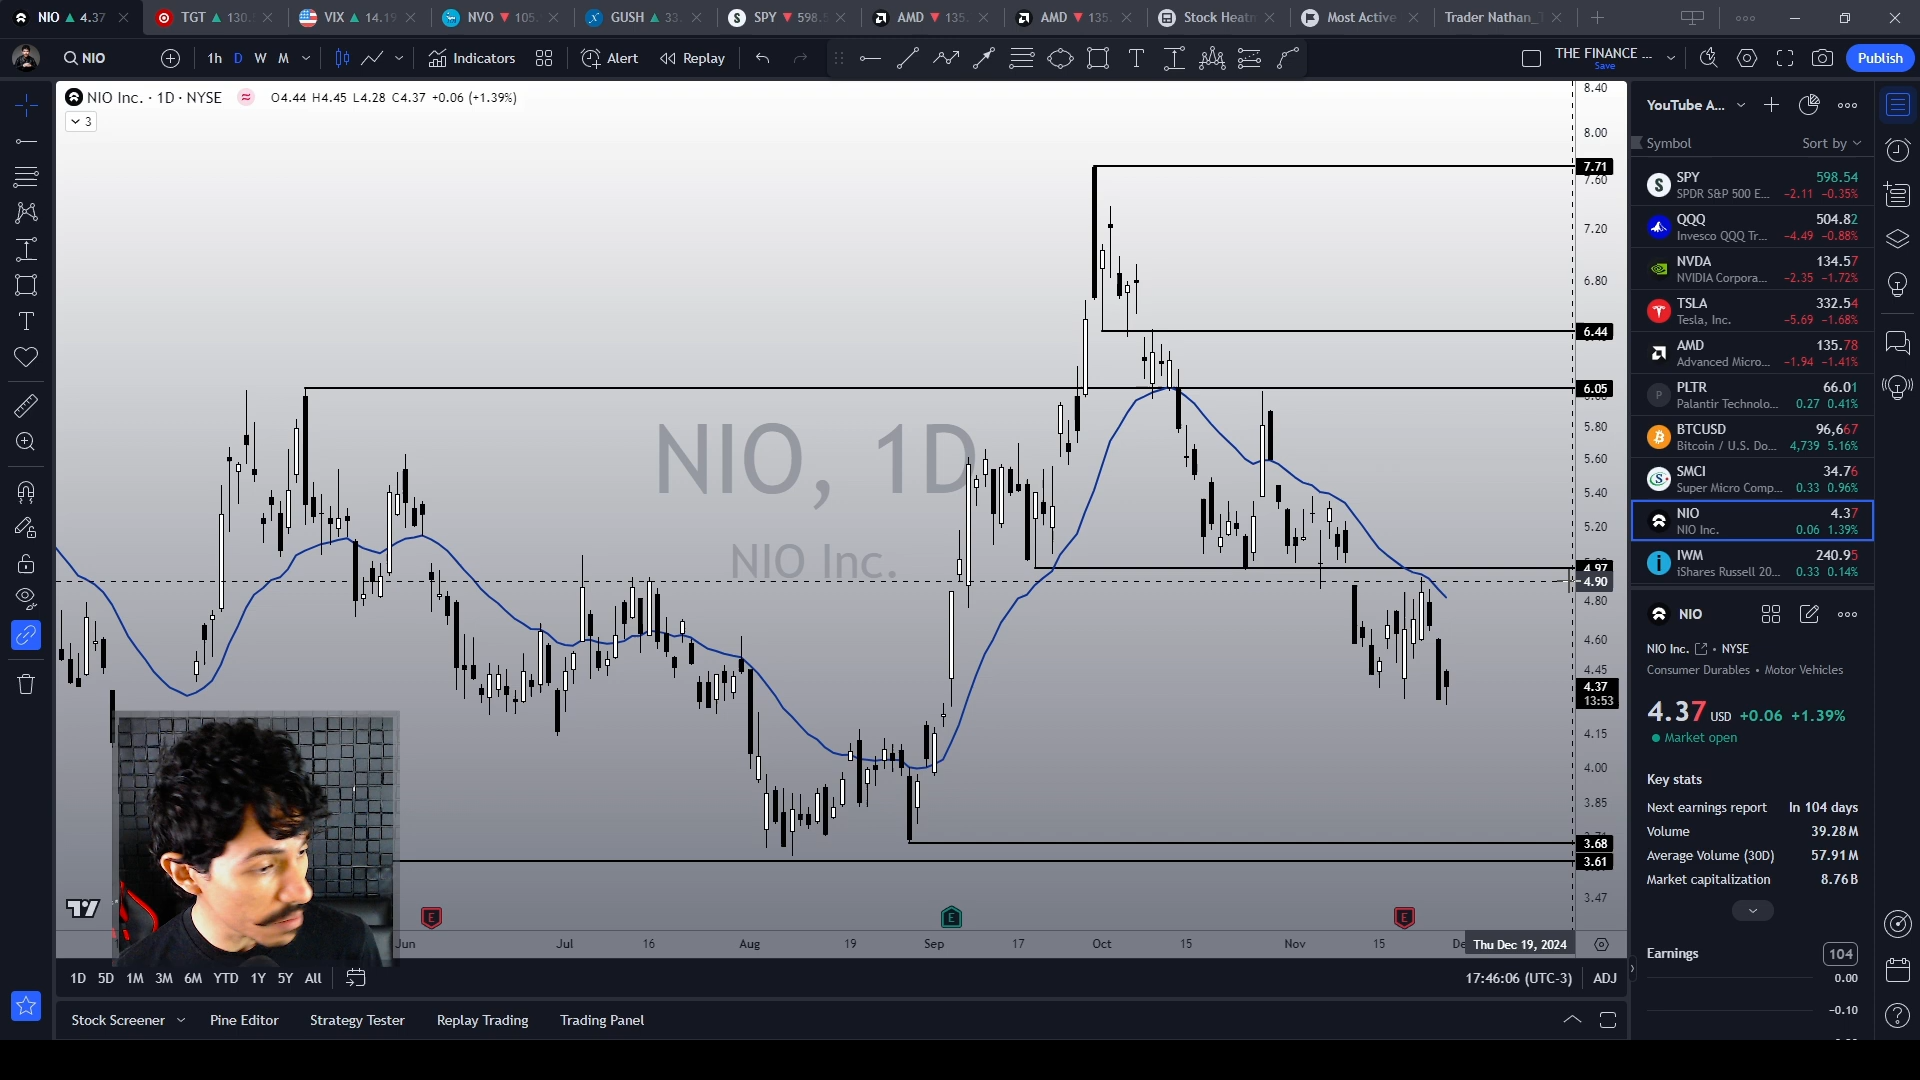 NIO ▲ 4.37
TGT ▲ 130.
VIX ▲ 14.19
NVO ▼ 105.
GUSH ▲ 33.
SPY ▼ 598.5
AMD ▼ 135.
AMD ▼ 135.
Stock Heatm
Most Active
Trader Nathan_
NIO
1h D W M
Indicators
Alert
Replay
THE FINANCE ...
Save
Publish
NIO Inc. · 1D · NYSE
O4.44 H4.45 L4.28 C4.37 +0.06 (+1.39%)
3
NIO, 1D
NIO Inc.
8.40
8.00
7.71
7.60
7.20
6.80
6.44
6.05
5.80
5.60
5.40
5.20
4.97
4.90
4.80
4.60
4.45
4.37
13:53
4.15
4.00
3.85
3.68
3.61
3.47
E
E
E
Jun
Jul
16
Aug
19
Sep
17
Oct
15
Nov
15
Thu Dec 19, 2024
1D 5D 1M 3M 6M YTD 1Y 5Y All
17:46:06 (UTC-3)
ADJ
Stock Screener
Pine Editor
Strategy Tester
Replay Trading
Trading Panel
YouTube A...
Symbol
Sort by
SPY 598.54
SPDR S&P 500 E... −2.11 −0.35%
QQQ 504.82
Invesco QQQ Tr... −4.49 −0.88%
NVDA 134.57
NVIDIA Corpora... −2.35 −1.72%
TSLA 332.54
Tesla, Inc. −5.69 −1.68%
AMD 135.78
Advanced Micro... −1.94 −1.41%
PLTR 66.01
Palantir Technolo... 0.27 0.41%
BTCUSD 96,667
Bitcoin / U.S. Do... 4,739 5.16%
SMCI 34.76
Super Micro Comp... 0.33 0.96%
NIO 4.37
NIO Inc. 0.06 1.39%
IWM 240.95
iShares Russell 20... 0.33 0.14%
NIO
NIO Inc. • NYSE
Consumer Durables • Motor Vehicles
4.37 USD +0.06 +1.39%
Market open
Key stats
Next earnings report In 104 days
Volume 39.28M
Average Volume (30D) 57.91M
Market capitalization 8.76B
Earnings 104
0.00
−0.10